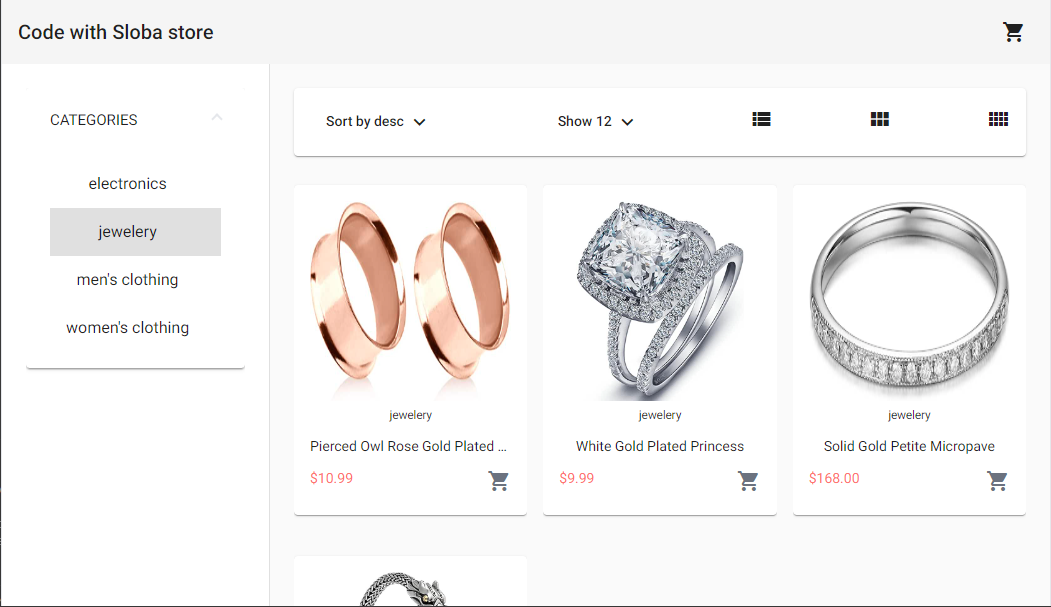 Code with Sloba store
CATEGORIES
electronics
jewelery
men's clothing
women's clothing
Sort by desc
Show 12
jewelery
Pierced Owl Rose Gold Plated ...
$10.99
jewelery
White Gold Plated Princess
$9.99
jewelery
Solid Gold Petite Micropave
$168.00